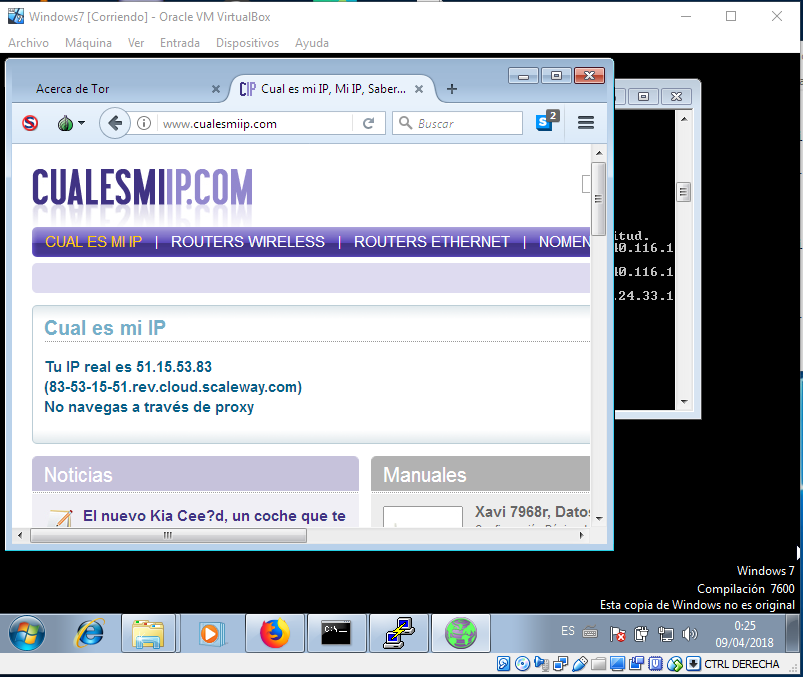 Windows7 [Corriendo] - Oracle VM VirtualBox
Archivo Máquina Ver Entrada Dispositivos Ayuda
Acerca de Tor
CIP Cual es mi IP, Mi IP, Saber...
www.cualesmiip.com
Buscar
S 2
CUALESMIIP.COM
CUAL ES MI IP | ROUTERS WIRELESS | ROUTERS ETHERNET | NOMEN
itud.
40.116.1
40.116.1
.24.33.1
Cual es mi IP
Tu IP real es 51.15.53.83
(83-53-15-51.rev.cloud.scaleway.com)
No navegas a través de proxy
Noticias
Manuales
El nuevo Kia Cee?d, un coche que te
Xavi 7968r, Datos
Windows 7
Compilación 7600
Esta copia de Windows no es original
ES
0:25
09/04/2018
CTRL DERECHA